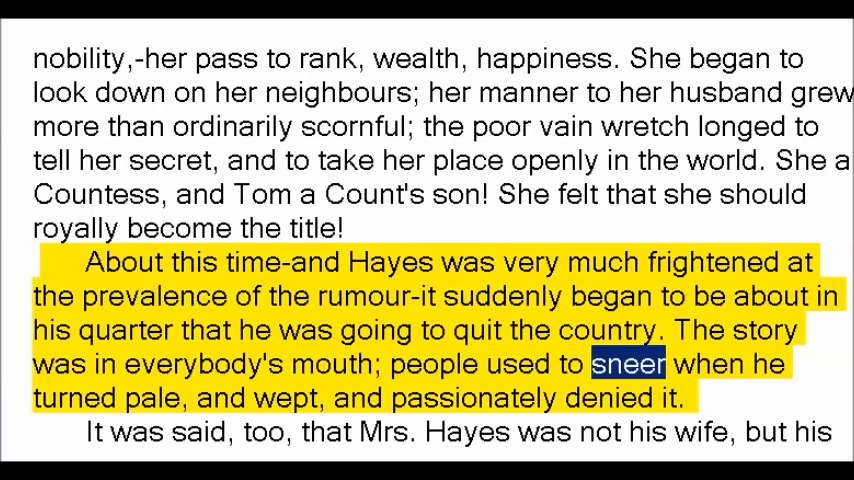 nobility,-her pass to rank, wealth, happiness. She began to
look down on her neighbours; her manner to her husband grew
more than ordinarily scornful; the poor vain wretch longed to
tell her secret, and to take her place openly in the world. She a
Countess, and Tom a Count's son! She felt that she should
royally become the title!
About this time-and Hayes was very much frightened at
the prevalence of the rumour-it suddenly began to be about in
his quarter that he was going to quit the country. The story
was in everybody's mouth; people used to sneer when he
turned pale, and wept, and passionately denied it.
It was said, too, that Mrs. Hayes was not his wife, but his